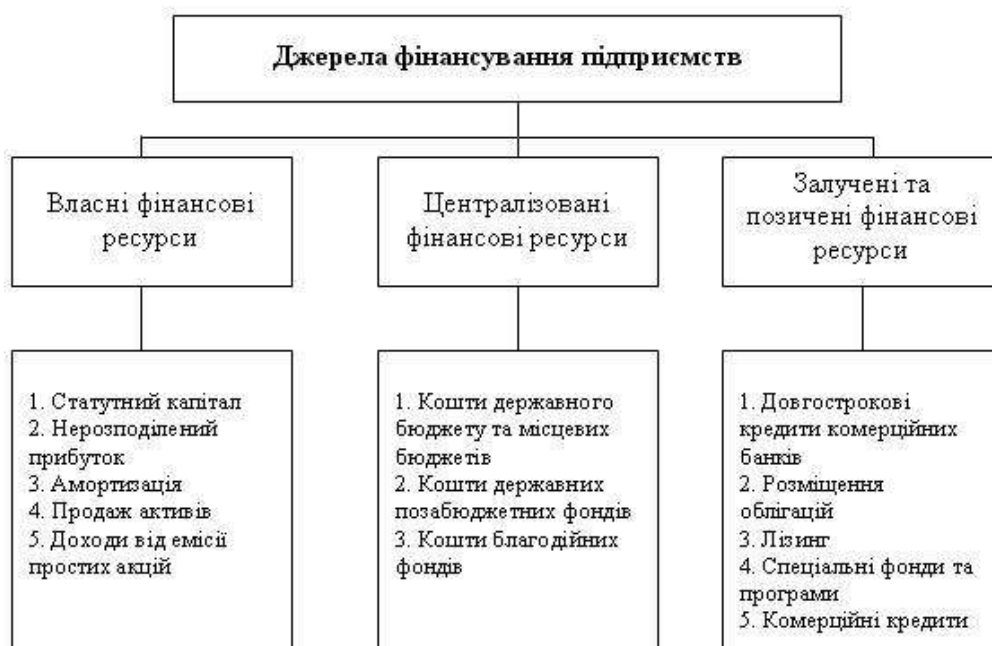 Джерела фінансування підприємств
Власні фінансові
ресурси
Централізовані
фінансові ресурси
Залучені та
позичені фінансові
ресурси
1. Статутний капітал
2. Нерозподілений
прибуток
3. Амортизація
4. Продаж активів
5. Доходи від емісії
простих акцій
1. Кошти державного
бюджету та місцевих
бюджетів
2. Кошти державних
позабюджетних фондів
3. Кошти благодійних
фондів
1. Довгострокові
кредити комерційних
банків
2. Розміщення
облігацій
3. Лізинг
4. Спеціальні фонди та
програми
5. Комерційні кредити